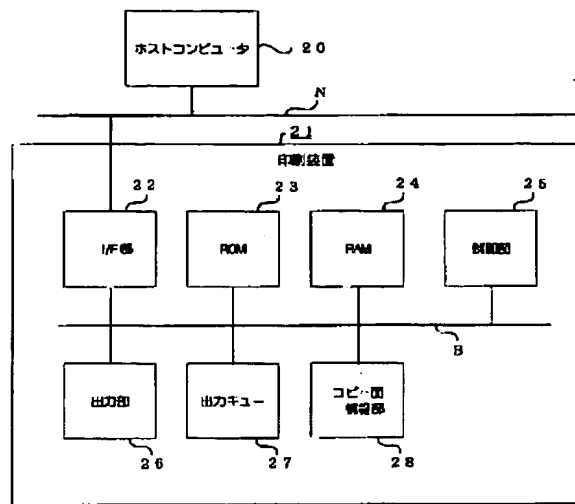 ホストコンピュータ
20
N
21
印刷装置
22
23
24
25
I/F部
ROM
RAM
制御部
B
出力部
出力キュー
コピー面
情報部
26
27
28